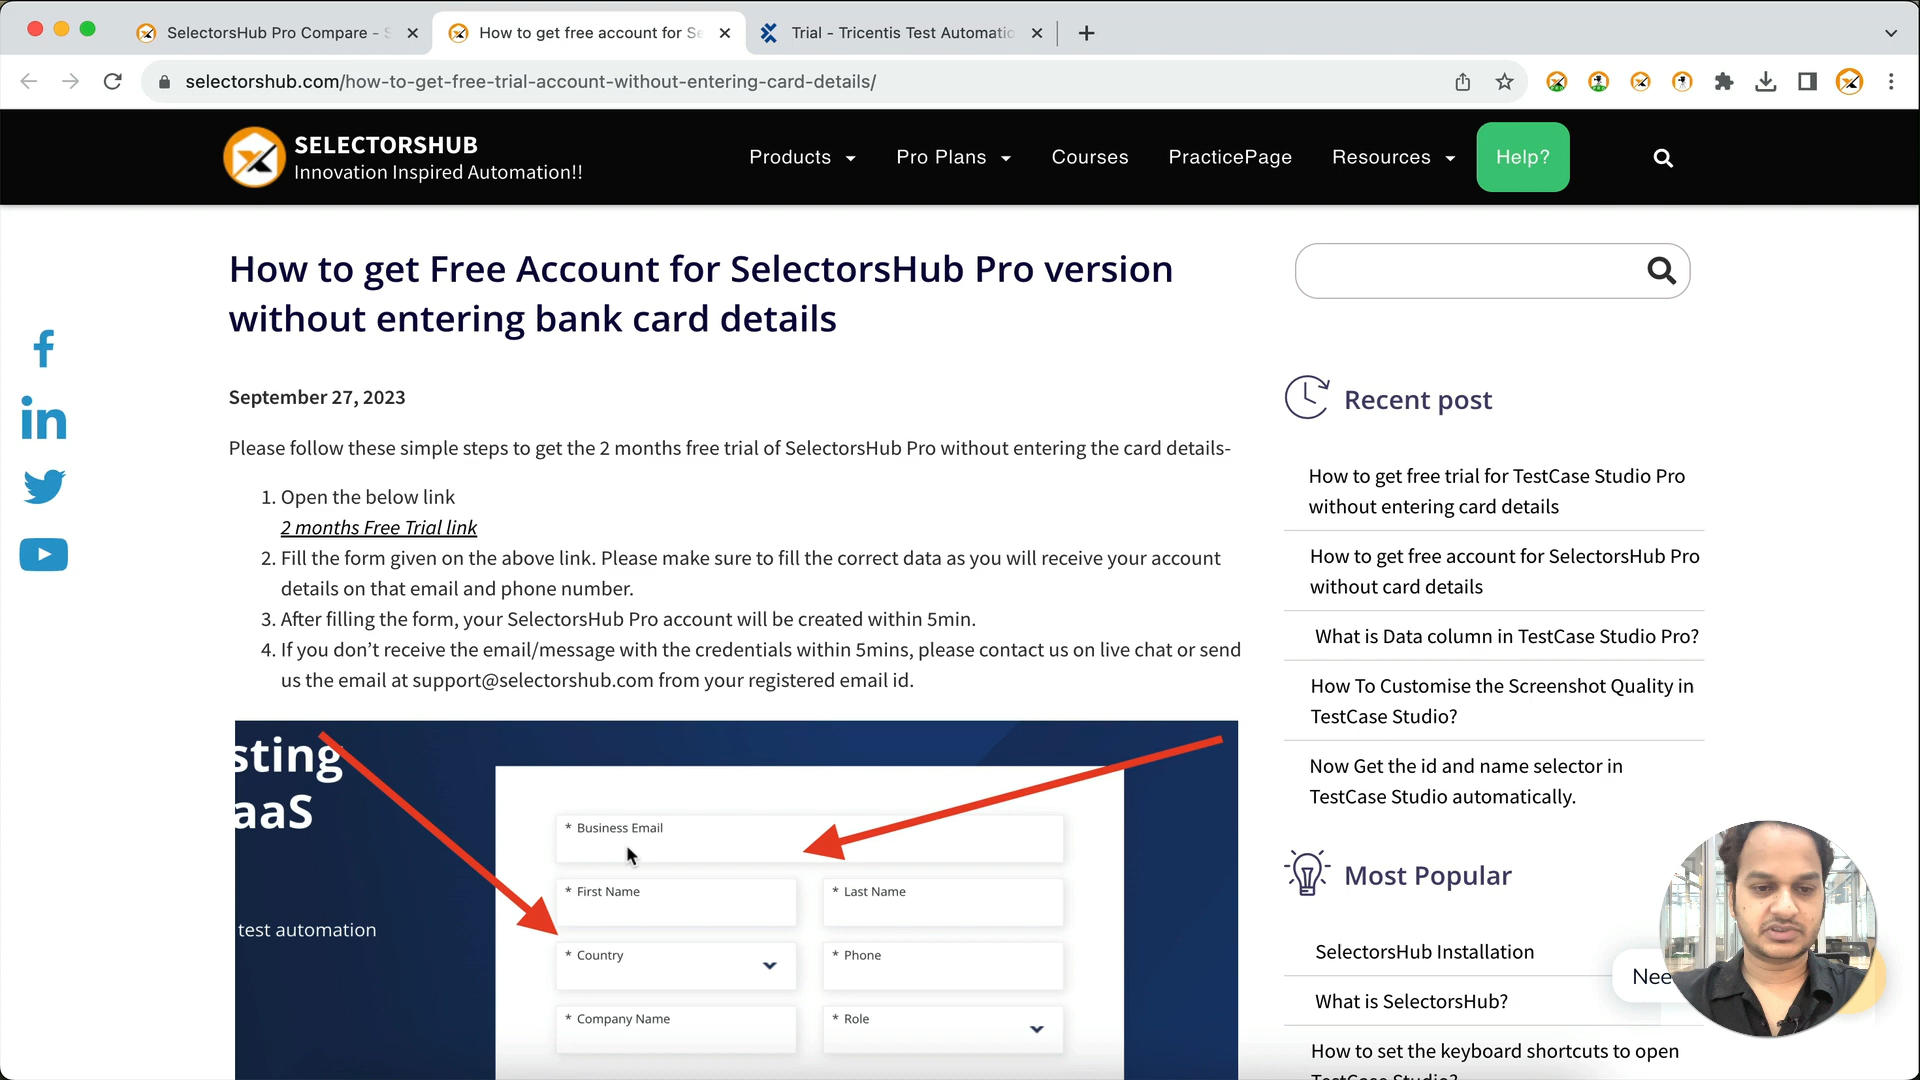 SelectorsHub Pro Compare - S
How to get free account for Se
Trial - Tricentis Test Automatio
selectorshub.com/how-to-get-free-trial-account-without-entering-card-details/
SELECTORSHUB
Innovation Inspired Automation!!
Products
Pro Plans
Courses
PracticePage
Resources
Help?
How to get Free Account for SelectorsHub Pro version
without entering bank card details
September 27, 2023
Please follow these simple steps to get the 2 months free trial of SelectorsHub Pro without entering the card details-
1. Open the below link
2 months Free Trial link
2. Fill the form given on the above link. Please make sure to fill the correct data as you will receive your account
details on that email and phone number.
3. After filling the form, your SelectorsHub Pro account will be created within 5min.
4. If you don’t receive the email/message with the credentials within 5mins, please contact us on live chat or send
us the email at support@selectorshub.com from your registered email id.
sting
aaS
test automation
* Business Email
* First Name
* Last Name
* Country
* Phone
* Company Name
* Role
Recent post
How to get free trial for TestCase Studio Pro
without entering card details
How to get free account for SelectorsHub Pro
without card details
What is Data column in TestCase Studio Pro?
How To Customise the Screenshot Quality in
TestCase Studio?
Now Get the id and name selector in
TestCase Studio automatically.
Most Popular
SelectorsHub Installation
What is SelectorsHub?
How to set the keyboard shortcuts to open
TestCase Studio?
Nee